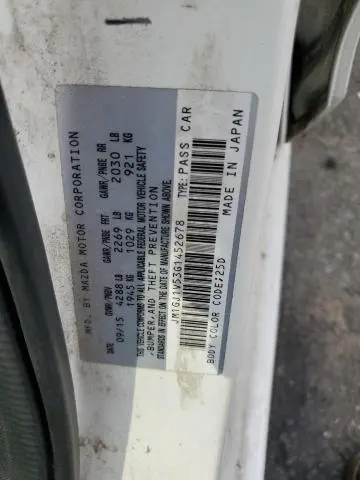 MFD. BY MAZDA MOTOR CORPORATION
GVWR/PNBV GAWR/PNBE FRT GAWR/PNBE RR
09/15 4288 LB 2269 LB 2030 LB
1945 KG 1029 KG 921 KG
THIS VEHICLE CONFORMS TO ALL APPLICABLE FEDERAL MOTOR VEHICLE SAFETY
, BUMPER, AND THEFT PREVENTION
STANDARDS IN EFFECT ON THE DATE OF MANUFACTURE SHOWN ABOVE.
JM1GJ1V53G1452678 TYPE: PASS CAR
MADE IN JAPAN
BODY COLOR CODE:25D